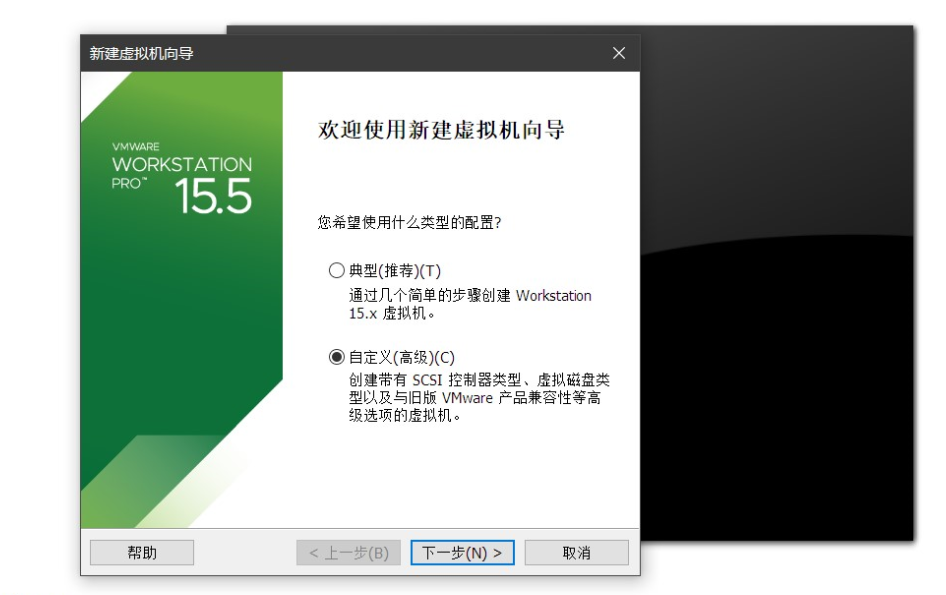 新建虚拟机向导
VMWARE
WORKSTATION
PRO™ 15.5
欢迎使用新建虚拟机向导
您希望使用什么类型的配置?
典型(推荐)(T)
通过几个简单的步骤创建 Workstation
15.x 虚拟机。
自定义(高级)(C)
创建带有 SCSI 控制器类型、虚拟磁盘类
型以及与旧版 VMware 产品兼容性等高
级选项的虚拟机。
帮助
< 上一步(B)
下一步(N) >
取消